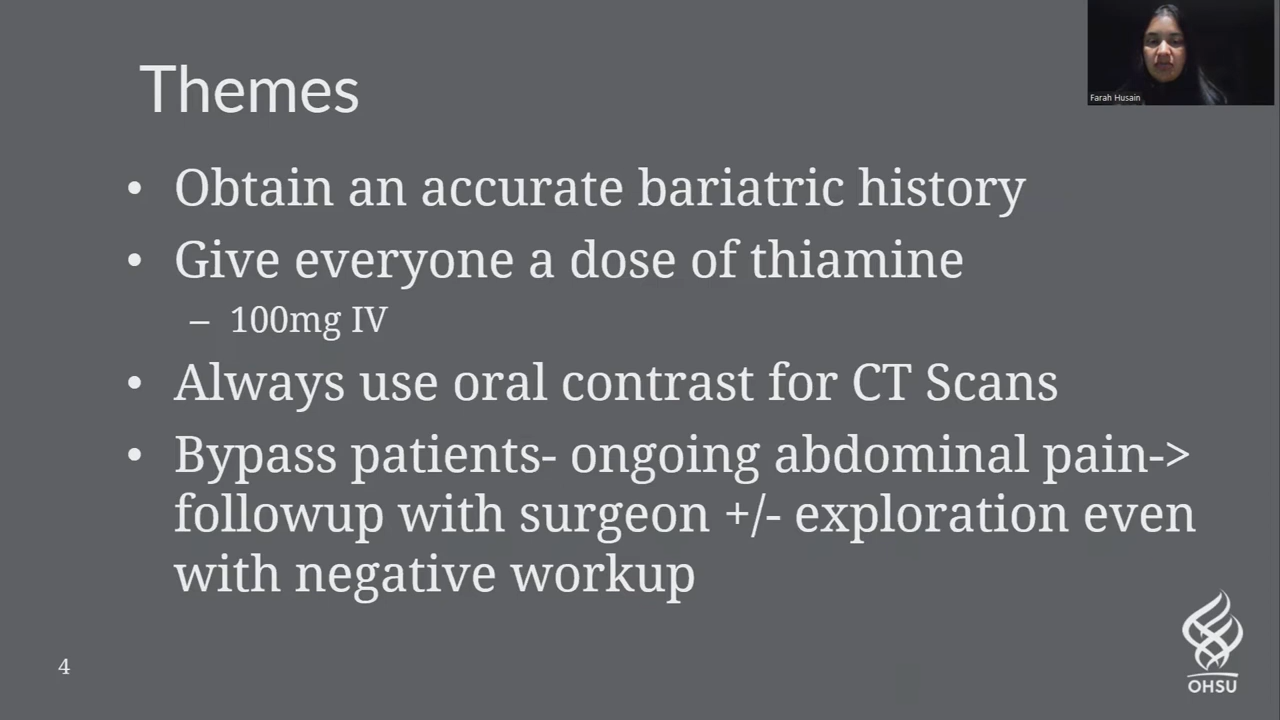 Themes
Farah Husain
• Obtain an accurate bariatric history
• Give everyone a dose of thiamine
– 100mg IV
• Always use oral contrast for CT Scans
• Bypass patients- ongoing abdominal pain->
followup with surgeon +/- exploration even
with negative workup
4
OHSU